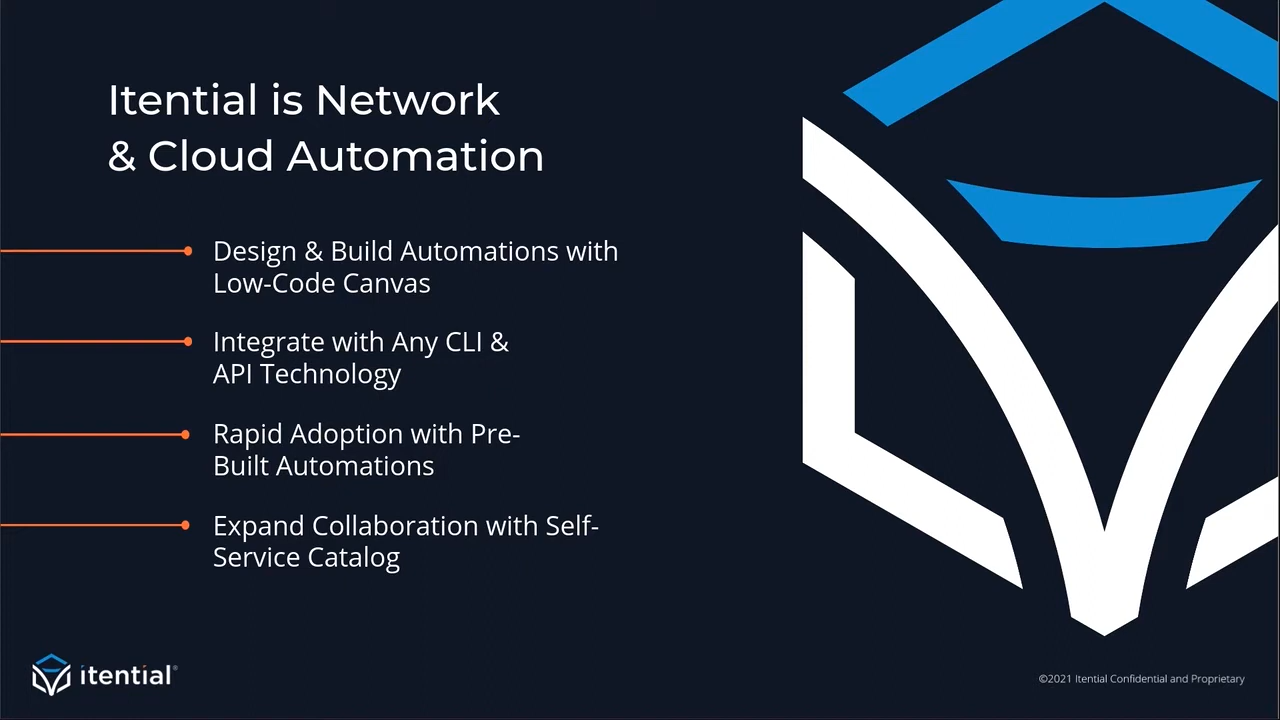 Itential is Network
& Cloud Automation
Design & Build Automations with
Low-Code Canvas
Integrate with Any CLI &
API Technology
Rapid Adoption with Pre-
Built Automations
Expand Collaboration with Self-
Service Catalog
itential®
©2021 Itential Confidential and Proprietary